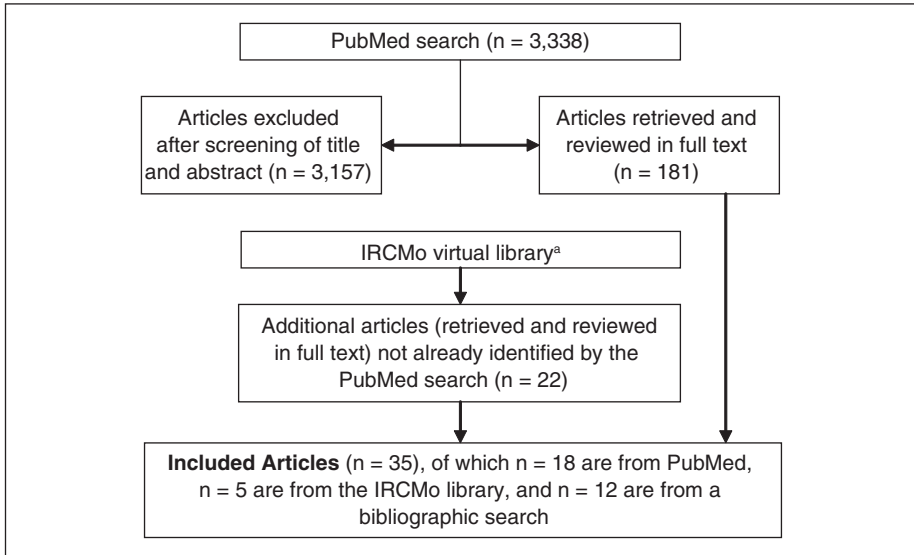 PubMed search (n = 3,338)
Articles excluded
after screening of title
and abstract (n = 3,157)
Articles retrieved and
reviewed in full text
(n = 181)
IRCMo virtual libraryᵃ
Additional articles (retrieved and reviewed
in full text) not already identified by the
PubMed search (n = 22)
Included Articles (n = 35), of which n = 18 are from PubMed,
n = 5 are from the IRCMo library, and n = 12 are from a
bibliographic search